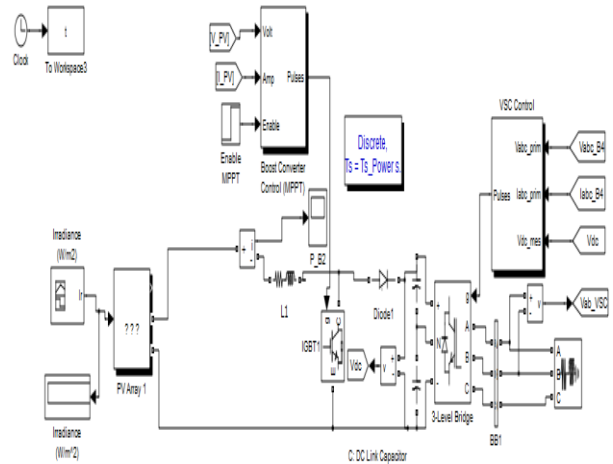 t
Clock
To Workspace3
[V_PV]
[I_PV]
Volt
Amp
Enable
Pulses
Enable
MPPT
Boost Converter
Control (MPPT)
Discrete,
Ts = Ts_Power s.
VSC Control
Vabc_prim
Iabc_prim
Vdc_mes
Pulses
Vabc_B4
Iabc_B4
Vdc
Irradiance
(W/m2)
Ir
? ? ?
PV Array 1
Irradiance
(W/m^2)
+
-
i
P_B2
L1
Diode1
IGBT1
g
C
E
Vdc
v
+
-
C: DC Link Capacitor
+
N
-
g
A
B
C
3-Level Bridge
BB1
+
-
v
Vab_VSC
A
B
C